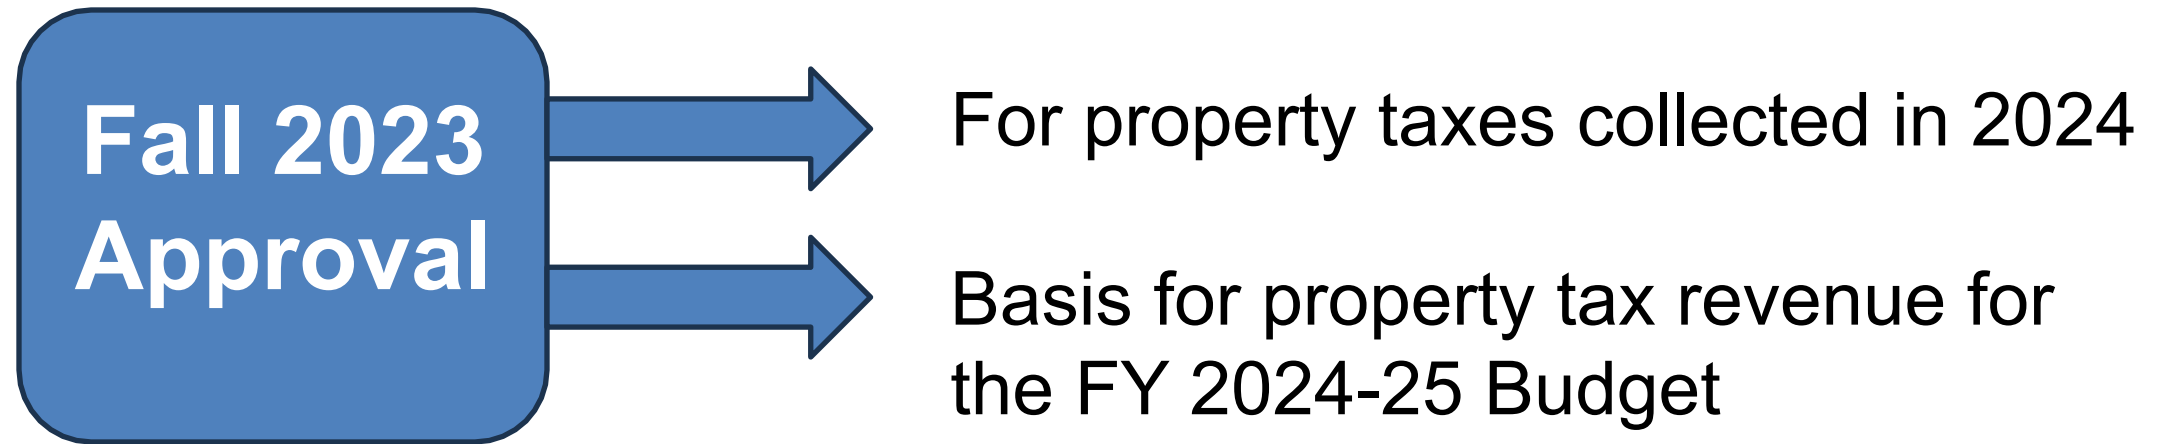 Fall 2023
Approval
For property taxes collected in 2024
Basis for property tax revenue for
the FY 2024-25 Budget